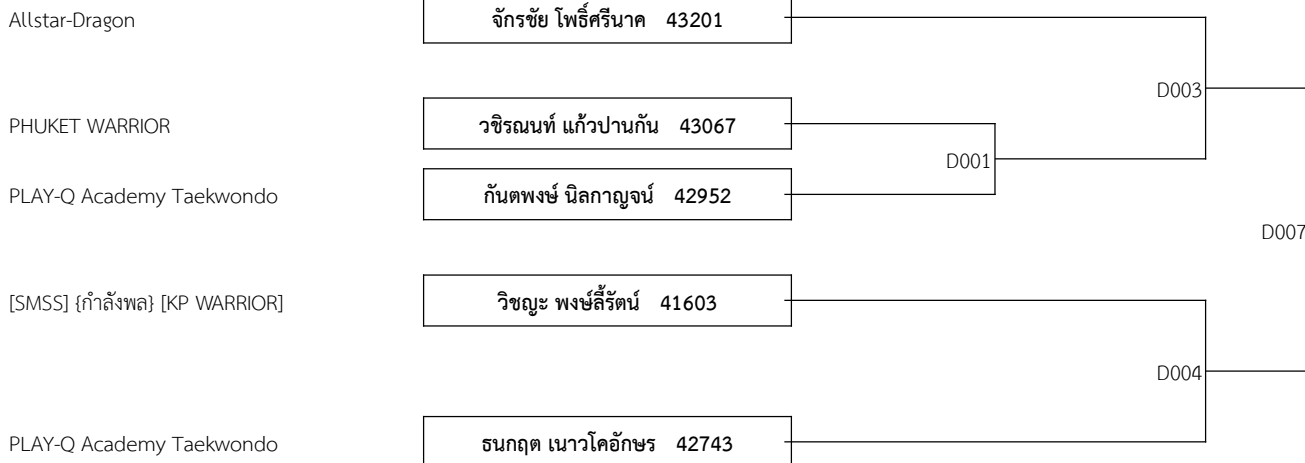 Allstar-Dragon จักรชัย โพธิ์ศรีนาค 43201
D003
PHUKET WARRIOR วชิรณนท์ แก้วปานกัน 43067
D001
PLAY-Q Academy Taekwondo กันตพงษ์ นิลกาญจน์ 42952
D007
[SMSS] {กำลังพล} [KP WARRIOR] วิชญะ พงษ์ลี้รัตน์ 41603
D004
PLAY-Q Academy Taekwondo ธนกฤต เนาวโคอักษร 42743